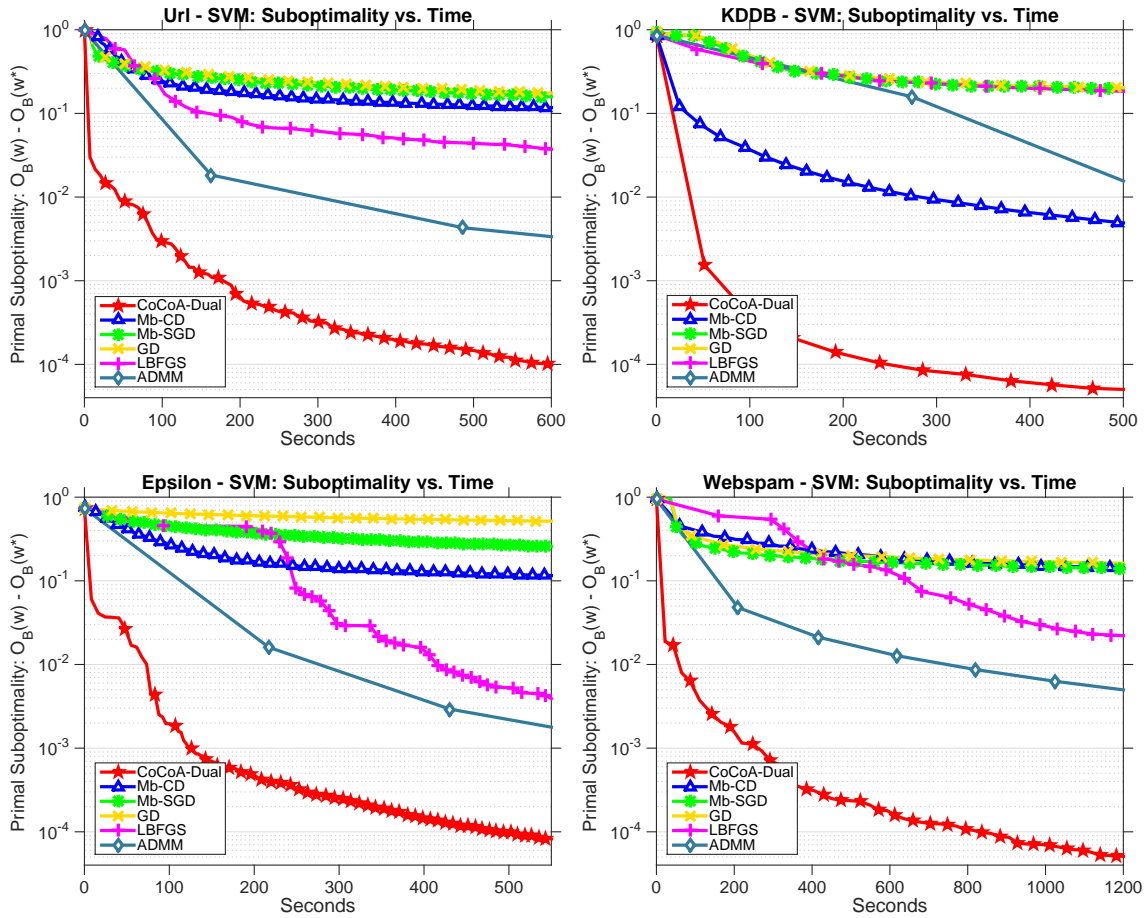 Url - SVM: Suboptimality vs. Time
Primal Suboptimality: O_B(w) - O_B(w*)
10^0
10^-1
10^-2
10^-3
10^-4
CoCoA-Dual
Mb-CD
Mb-SGD
GD
LBFGS
ADMM
0 100 200 300 400 500 600
Seconds
KDDB - SVM: Suboptimality vs. Time
Primal Suboptimality: O_B(w) - O_B(w*)
10^0
10^-1
10^-2
10^-3
10^-4
CoCoA-Dual
Mb-CD
Mb-SGD
GD
LBFGS
ADMM
0 100 200 300 400 500
Seconds
Epsilon - SVM: Suboptimality vs. Time
Primal Suboptimality: O_B(w) - O_B(w*)
10^0
10^-1
10^-2
10^-3
10^-4
CoCoA-Dual
Mb-CD
Mb-SGD
GD
LBFGS
ADMM
0 100 200 300 400 500
Seconds
Webspam - SVM: Suboptimality vs. Time
Primal Suboptimality: O_B(w) - O_B(w*)
10^0
10^-1
10^-2
10^-3
10^-4
CoCoA-Dual
Mb-CD
Mb-SGD
GD
LBFGS
ADMM
0 200 400 600 800 1000 1200
Seconds